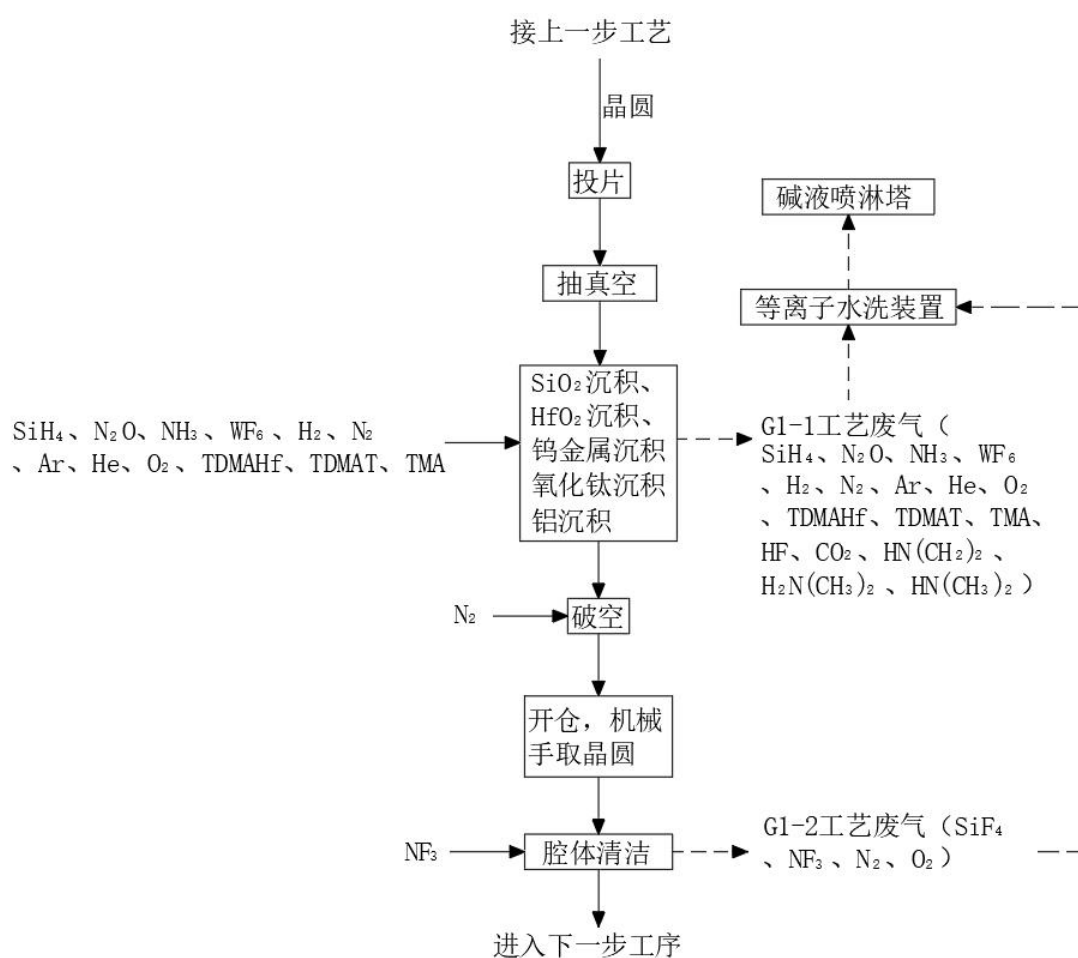 接上一步工艺
晶圆
投片
碱液喷淋塔
抽真空
等离子水洗装置
SiO₂沉积、
HfO₂沉积、
钨金属沉积
氧化钛沉积
铝沉积
SiH₄、N₂O、NH₃、WF₆、H₂、N₂
、Ar、He、O₂、TDMAHf、TDMAT、TMA
G1-1工艺废气（
SiH₄、N₂O、NH₃、WF₆
、H₂、N₂、Ar、He、O₂
、TDMAHf、TDMAT、TMA、
HF、CO₂、HN(CH₂)₂、
H₂N(CH₃)₂、HN(CH₃)₂）
N₂
破空
开仓，机械
手取晶圆
NF₃
腔体清洁
G1-2工艺废气（SiF₄
、NF₃、N₂、O₂）
进入下一步工序